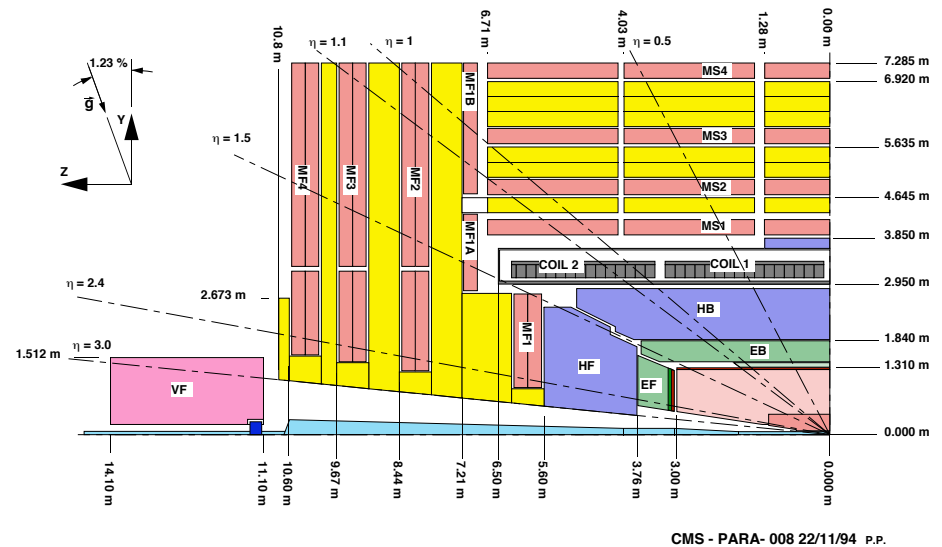 10.8 m
η = 1.1
η = 1
6.71 m
4.03 m
η = 0.5
1.28 m
0.00 m
1.23 %
g
Y
Z
η = 1.5
η = 2.4
2.673 m
η = 3.0
1.512 m
MF4
MF3
MF2
MF1B
MF1A
MF1
MS4
MS3
MS2
MS1
COIL 2
COIL 1
HB
EB
HF
EF
VF
7.285 m
6.920 m
5.635 m
4.645 m
3.850 m
2.950 m
1.840 m
1.310 m
0.000 m
14.10 m
11.10 m
10.60 m
9.67 m
8.44 m
7.21 m
6.50 m
5.60 m
3.76 m
3.00 m
0.000 m
CMS - PARA- 008 22/11/94 P.P.